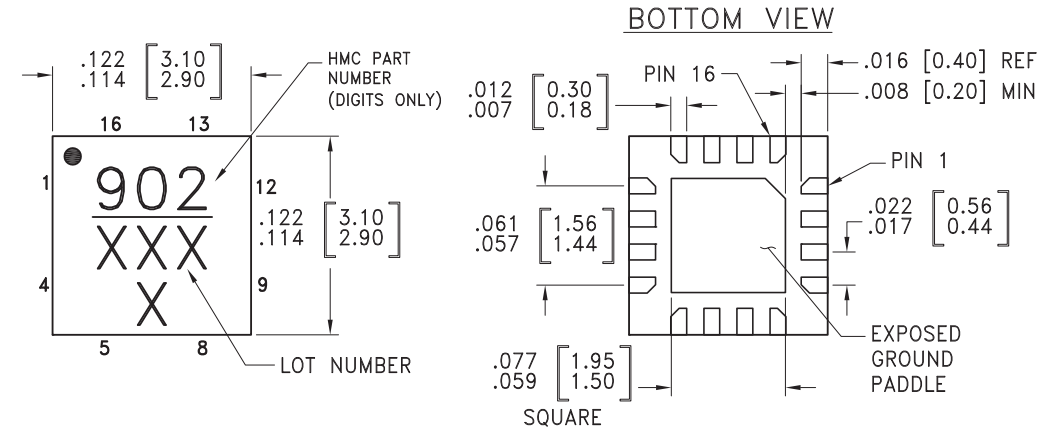 BOTTOM VIEW
.122 [3.10]
.114 [2.90]
HMC PART
NUMBER
(DIGITS ONLY)
16 13
1
902
12
XXX
X
4
9
5 8
.122 [3.10]
.114 [2.90]
LOT NUMBER
.012 [0.30]
.007 [0.18]
PIN 16
.016 [0.40] REF
.008 [0.20] MIN
PIN 1
.061 [1.56]
.057 [1.44]
.022 [0.56]
.017 [0.44]
.077 [1.95]
.059 [1.50]
SQUARE
EXPOSED
GROUND
PADDLE